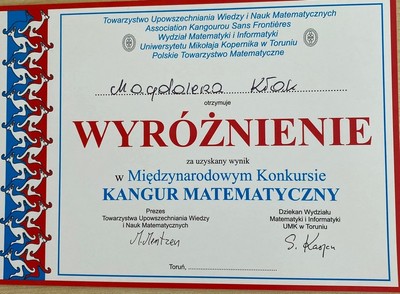 Towarzystwo Upowszechniania Wiedzy i Nauk Matematycznych
Association Kangourou Sans Frontières
Wydział Matematyki i Informatyki
Uniwersytetu Mikołaja Kopernika w Toruniu
Polskie Towarzystwo Matematyczne
Magdalena Kłak
otrzymuje
WYRÓŻNIENIE
za uzyskany wynik
w Międzynarodowym Konkursie
KANGUR MATEMATYCZNY
Prezes
Towarzystwa Upowszechniania Wiedzy
i Nauk Matematycznych
Dziekan Wydziału
Matematyki i Informatyki
UMK w Toruniu
Toruń,